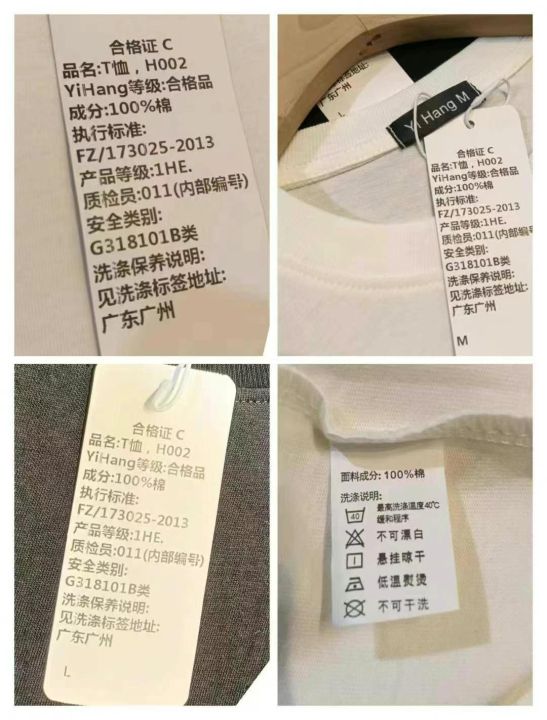 合格证 C
品名:T恤，H002
YiHang等级:合格品
成分:100%棉
执行标准:
FZ/173025-2013
产品等级:1HE.
质检员:011(内部编号)
安全类别:
G318101B类
洗涤保养说明:
见洗涤标签地址:
广东广州
标签地址:
广东广州
L
Yi Hang M
合格证 C
品名:T恤，H002
YiHang等级:合格品
成分:100%棉
执行标准:
FZ/173025-2013
产品等级:1HE.
质检员:011(内部编号)
安全类别:
G318101B类
洗涤保养说明:
见洗涤标签地址:
广东广州
M
合格证 C
品名:T恤，H002
YiHang等级:合格品
成分:100%棉
执行标准:
FZ/173025-2013
产品等级:1HE.
质检员:011(内部编号)
安全类别:
G318101B类
洗涤保养说明:
见洗涤标签地址:
广东广州
L
面料成分: 100%棉
洗涤说明:
40
最高洗涤温度40℃
缓和程序
不可漂白
悬挂晾干
低温熨烫
不可干洗